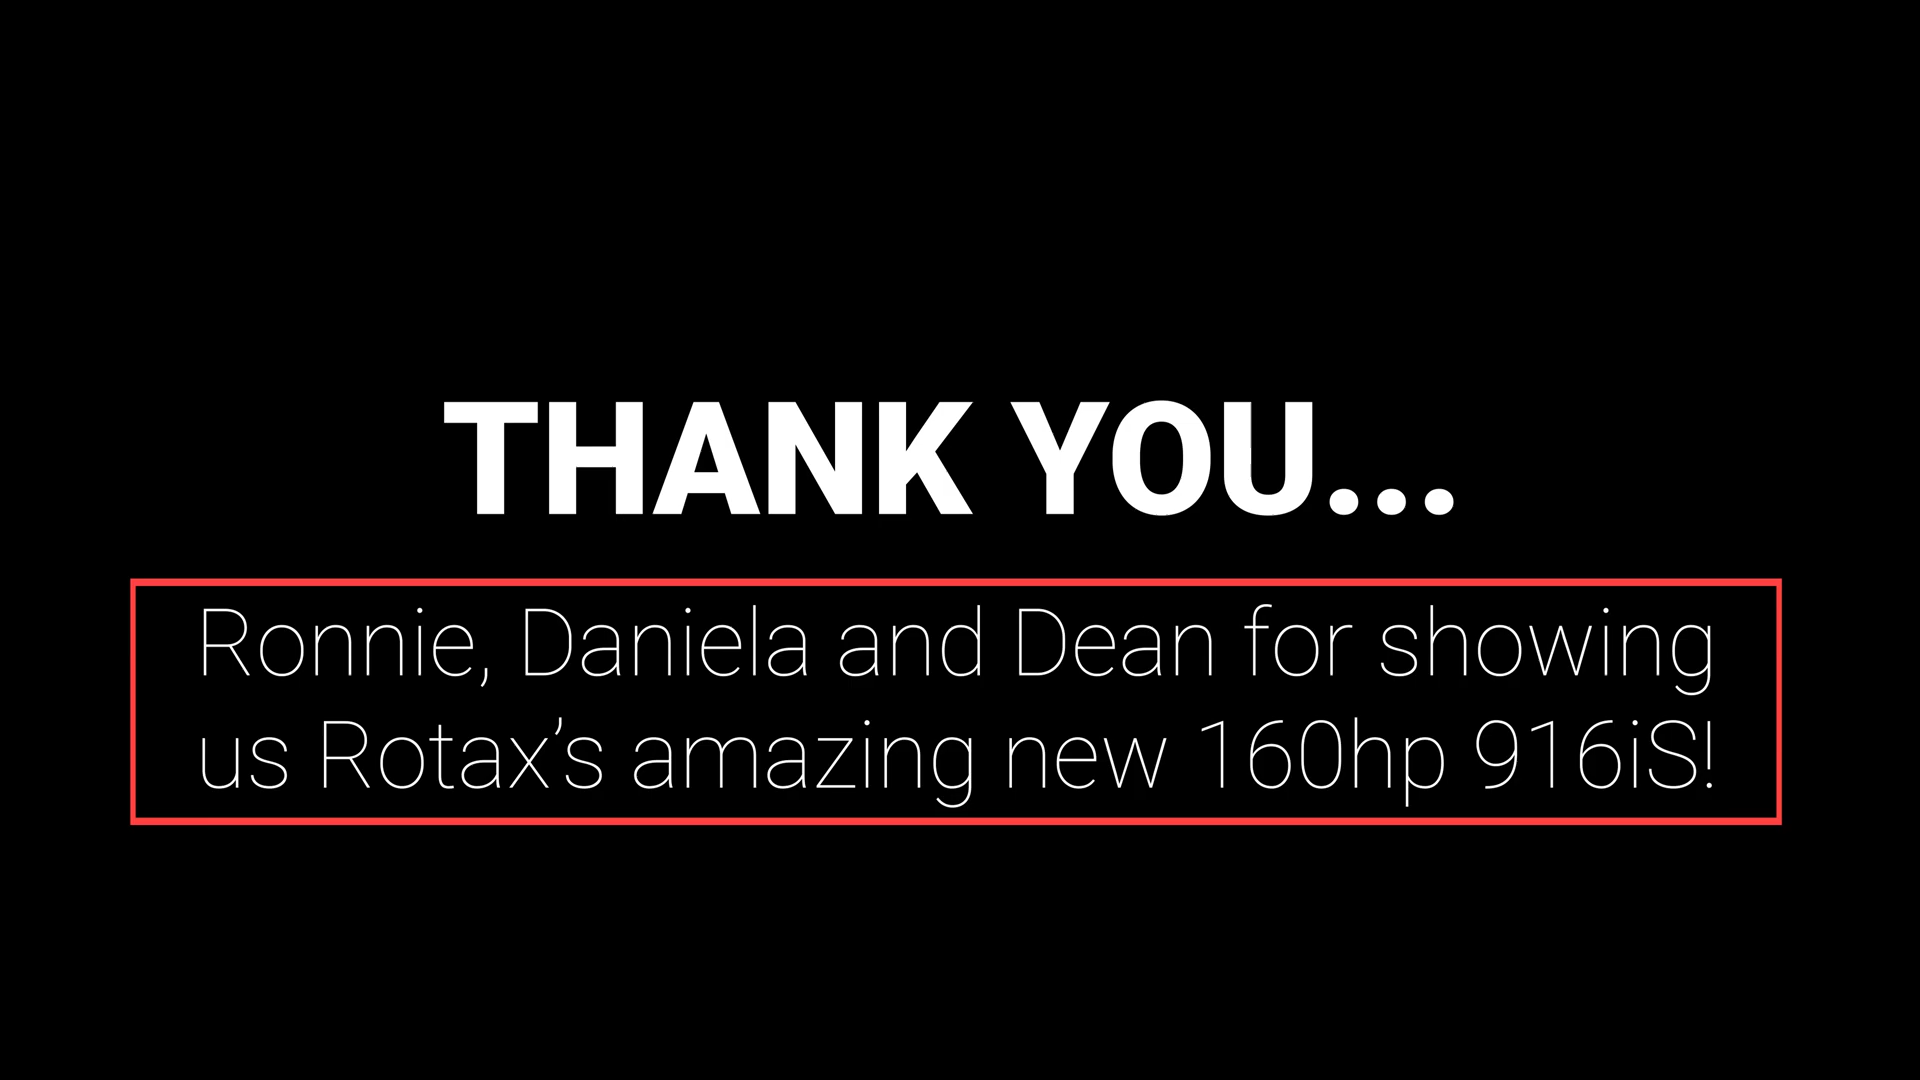 THANK YOU...
Ronnie, Daniela and Dean for showing
us Rotax’s amazing new 160hp 916iS!